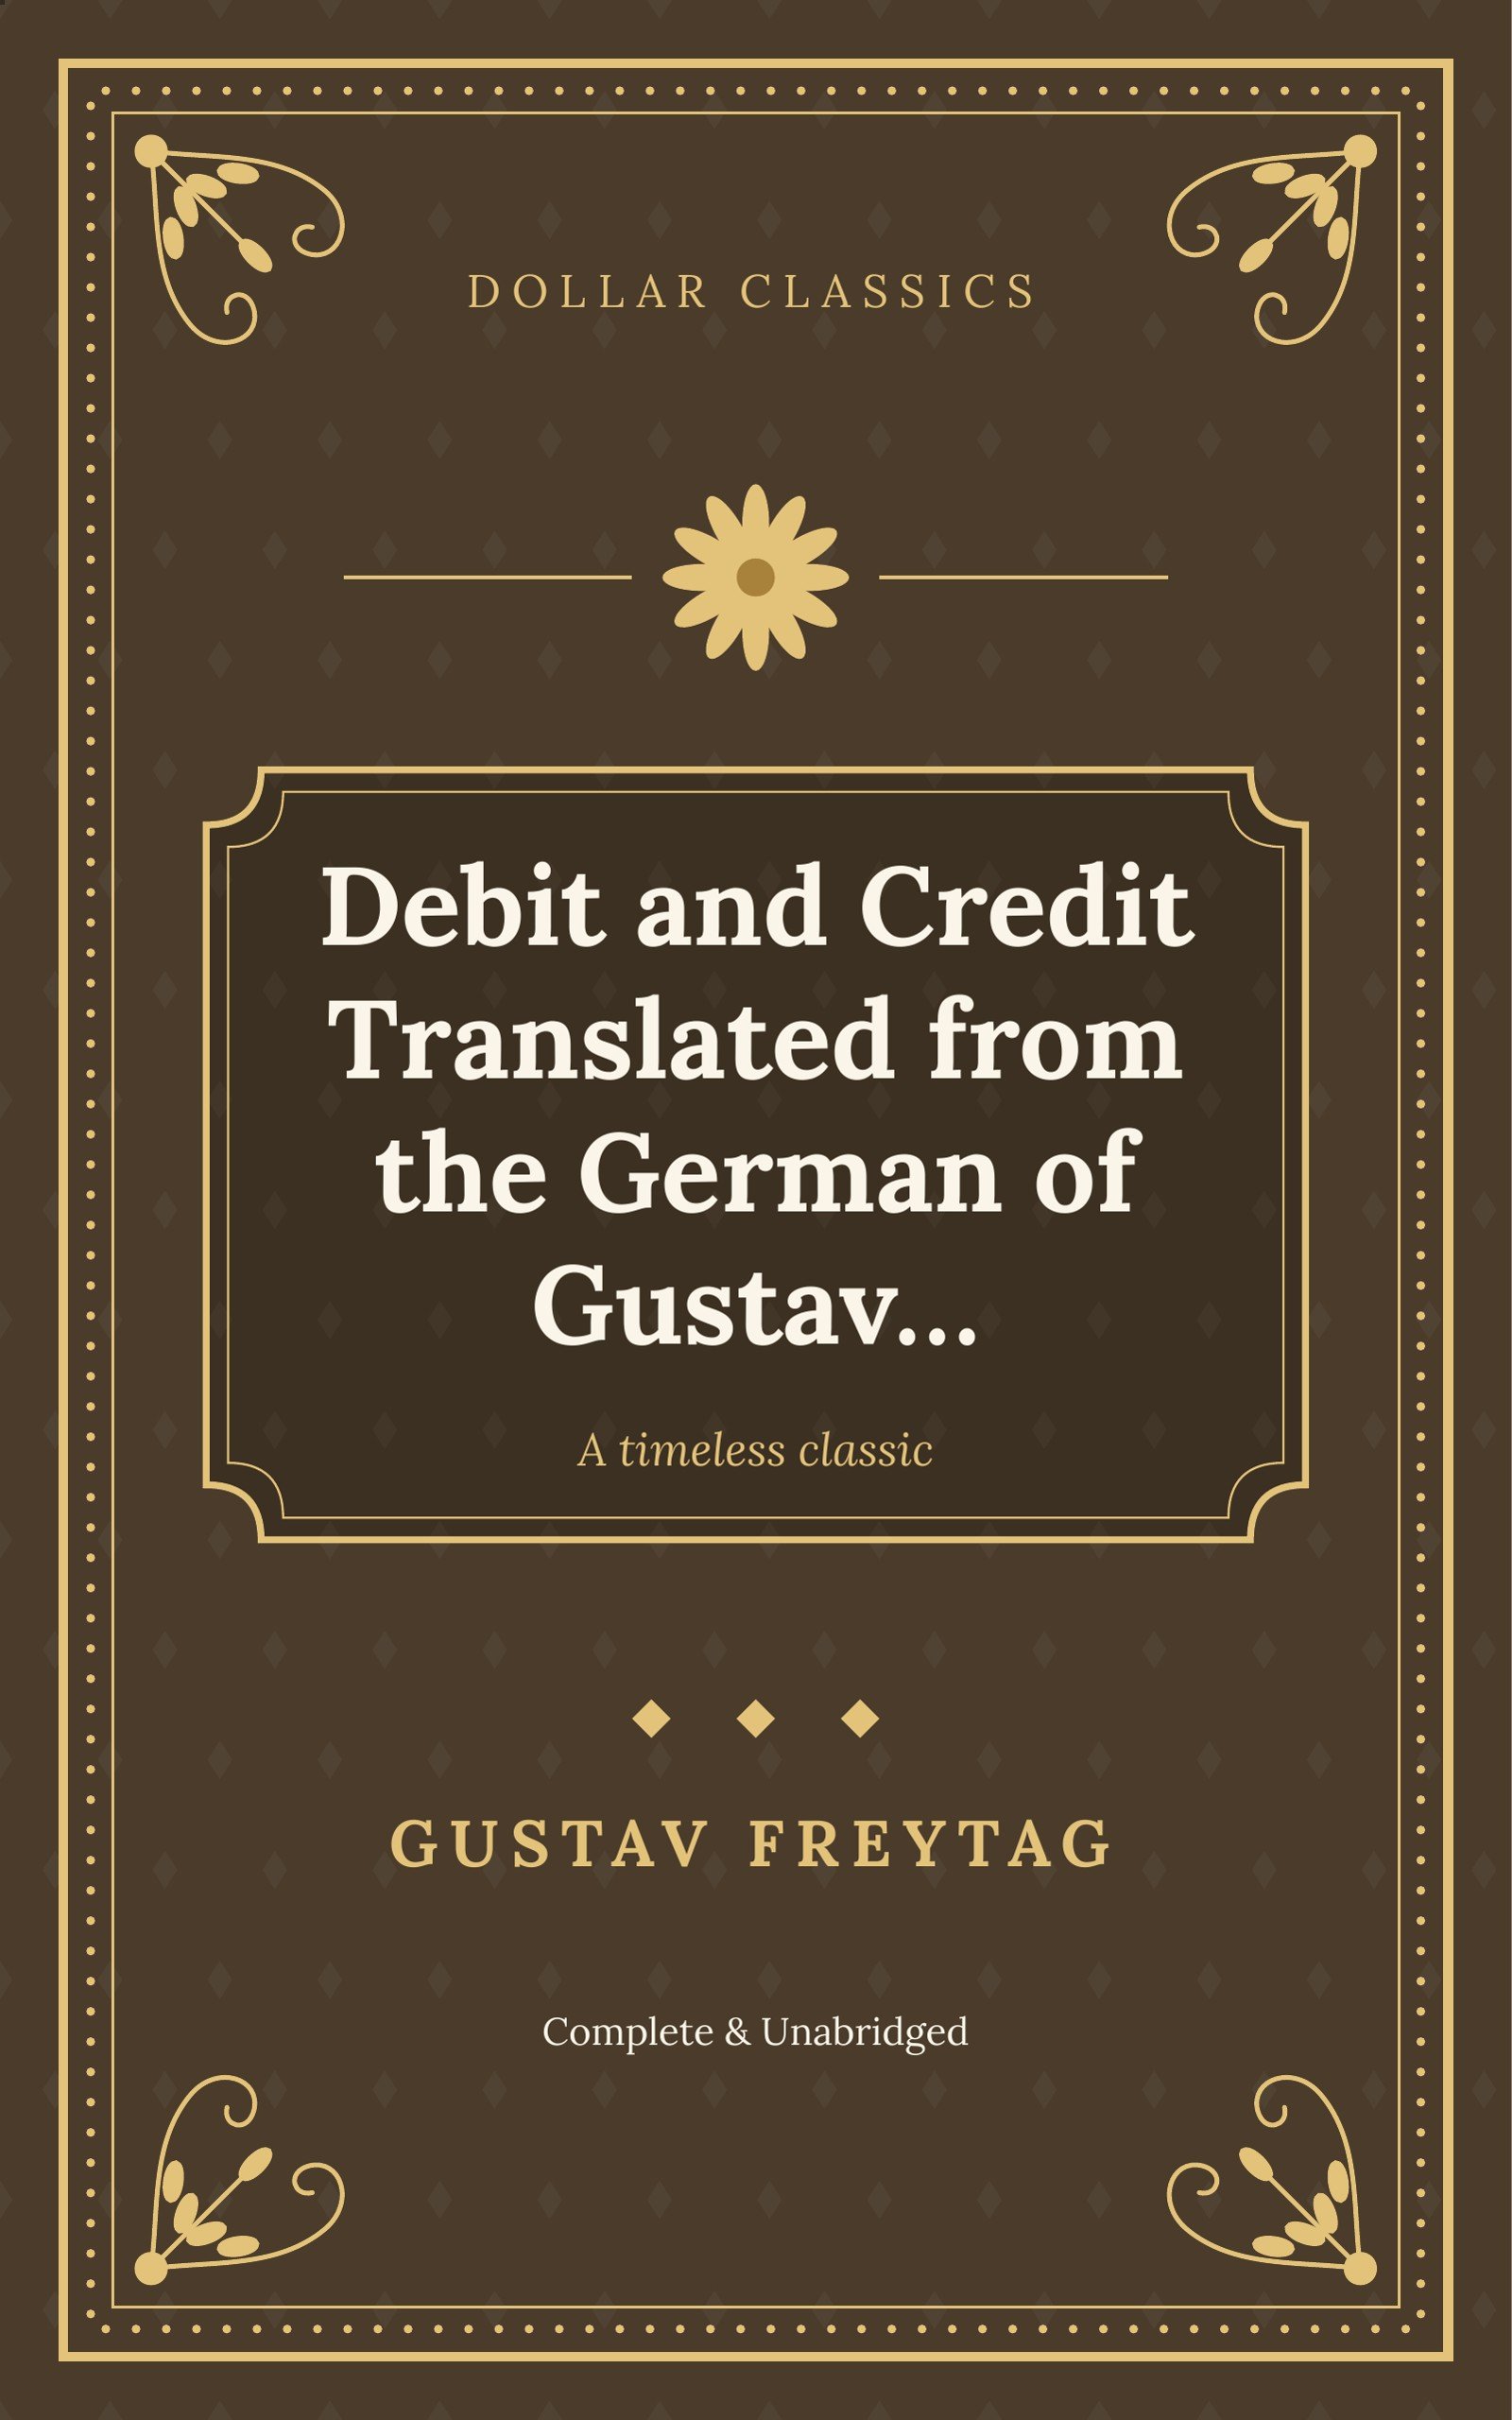 DOLLAR CLASSICS
Debit and Credit
Translated from
the German of
Gustav...
A timeless classic
GUSTAV FREYTAG
Complete & Unabridged